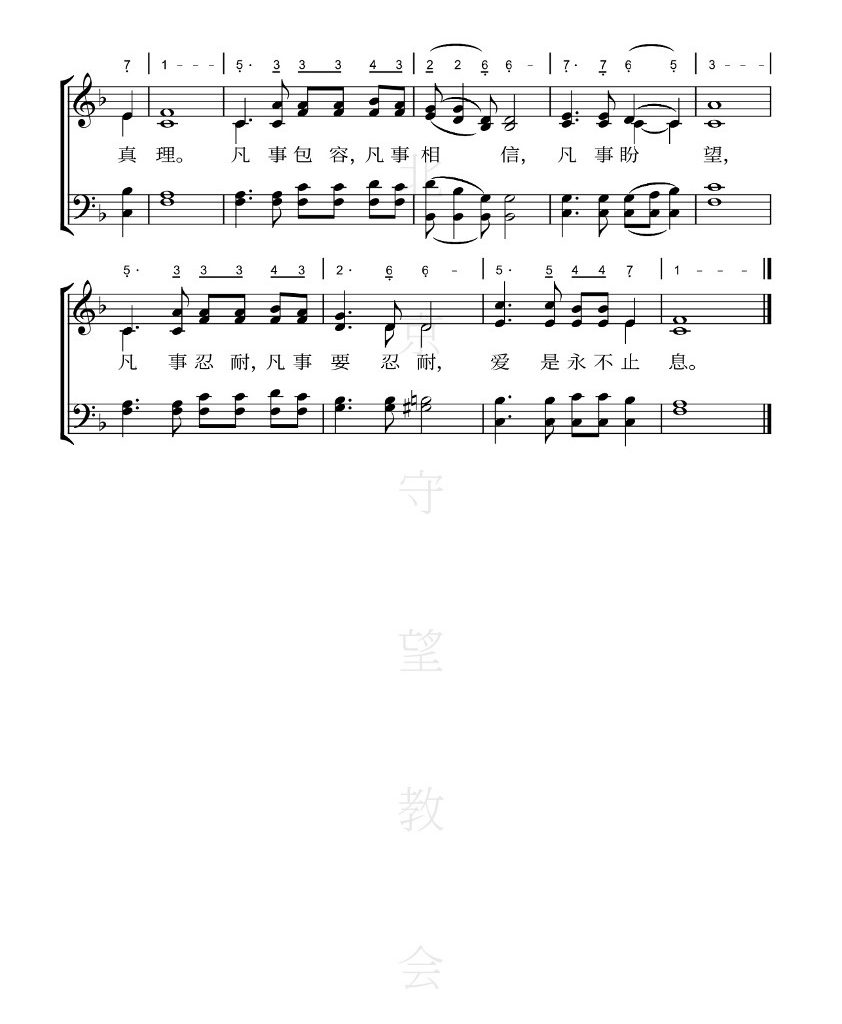 7 | 1 - - - | 5· 3 3 3 4 3 | 2 2 6 6 - | 7· 7 6 5 | 3 - - - |
真 理。 凡 事 包 容, 凡 事 相 信, 凡 事 盼 望,
5· 3 3 3 4 3 | 2· 6 6 - | 5· 5 4 4 7 | 1 - - - ‖
凡 事 忍 耐, 凡 事 要 忍 耐, 爱 是 永 不 止 息。
北京守望教会